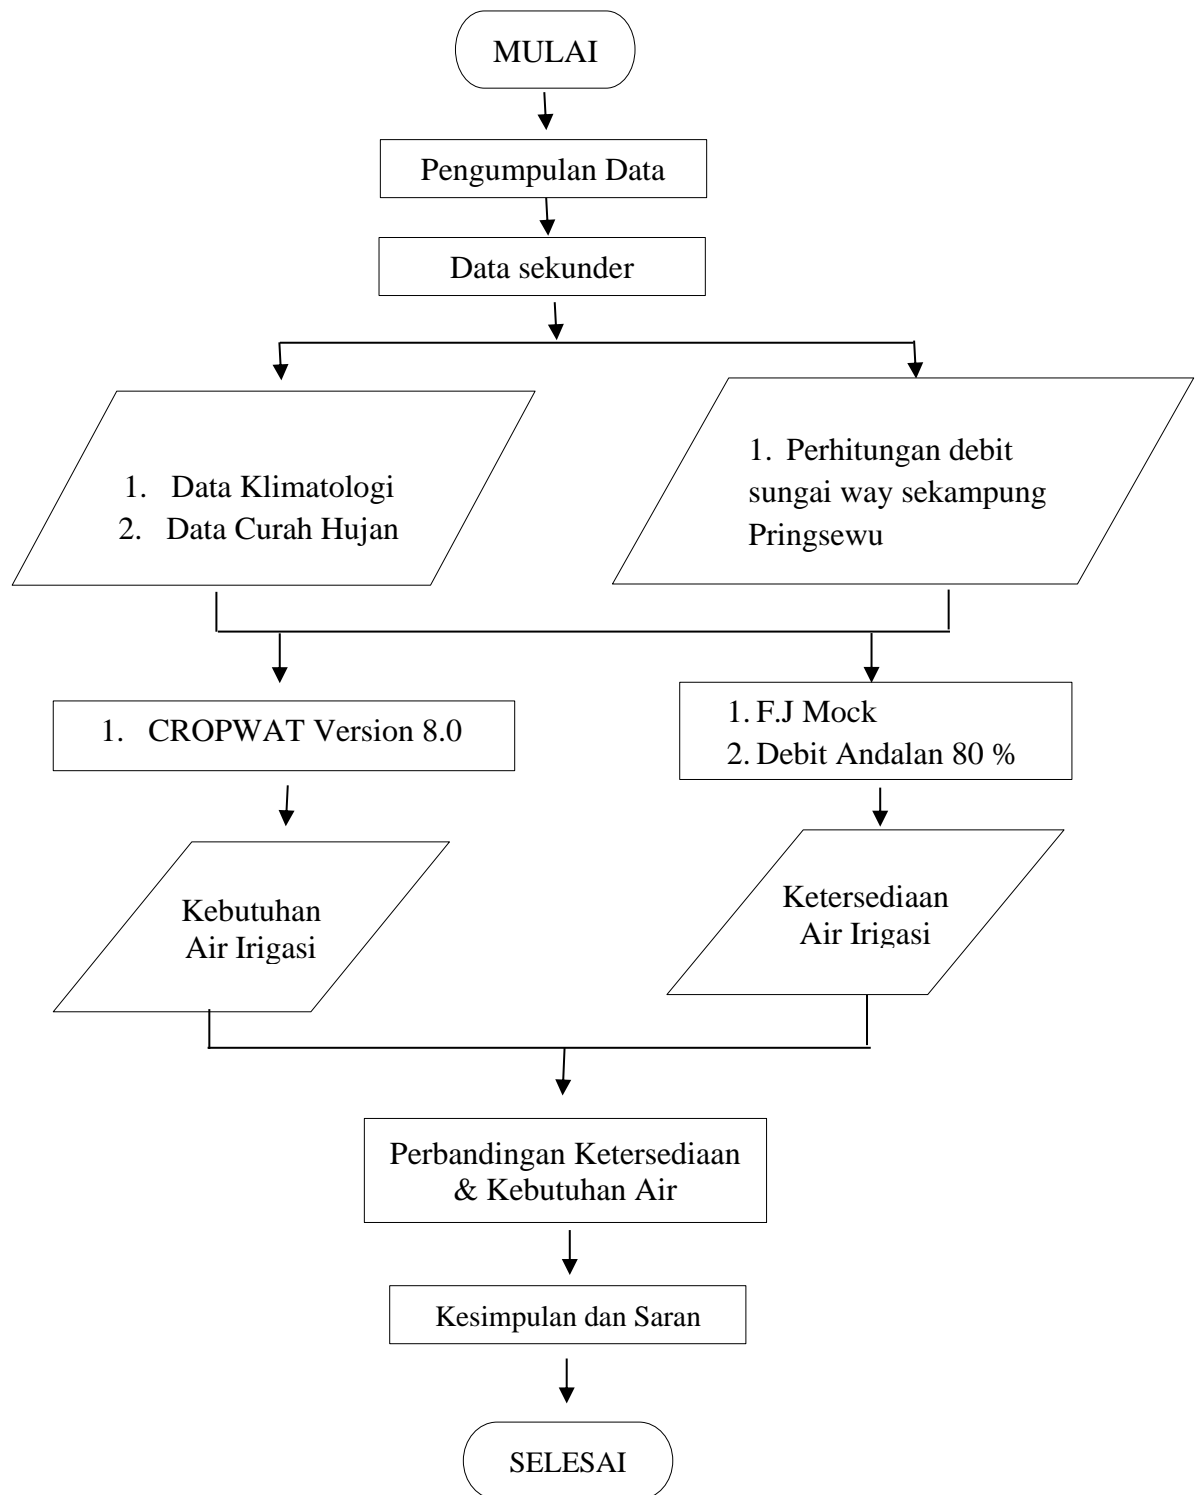 MULAI
Pengumpulan Data
Data sekunder
1. Data Klimatologi
2. Data Curah Hujan
1. Perhitungan debit
sungai way sekampung
Pringsewu
1. CROPWAT Version 8.0
1. F.J Mock
2. Debit Andalan 80 %
Kebutuhan
Air Irigasi
Ketersediaan
Air Irigasi
Perbandingan Ketersediaan
& Kebutuhan Air
Kesimpulan dan Saran
SELESAI